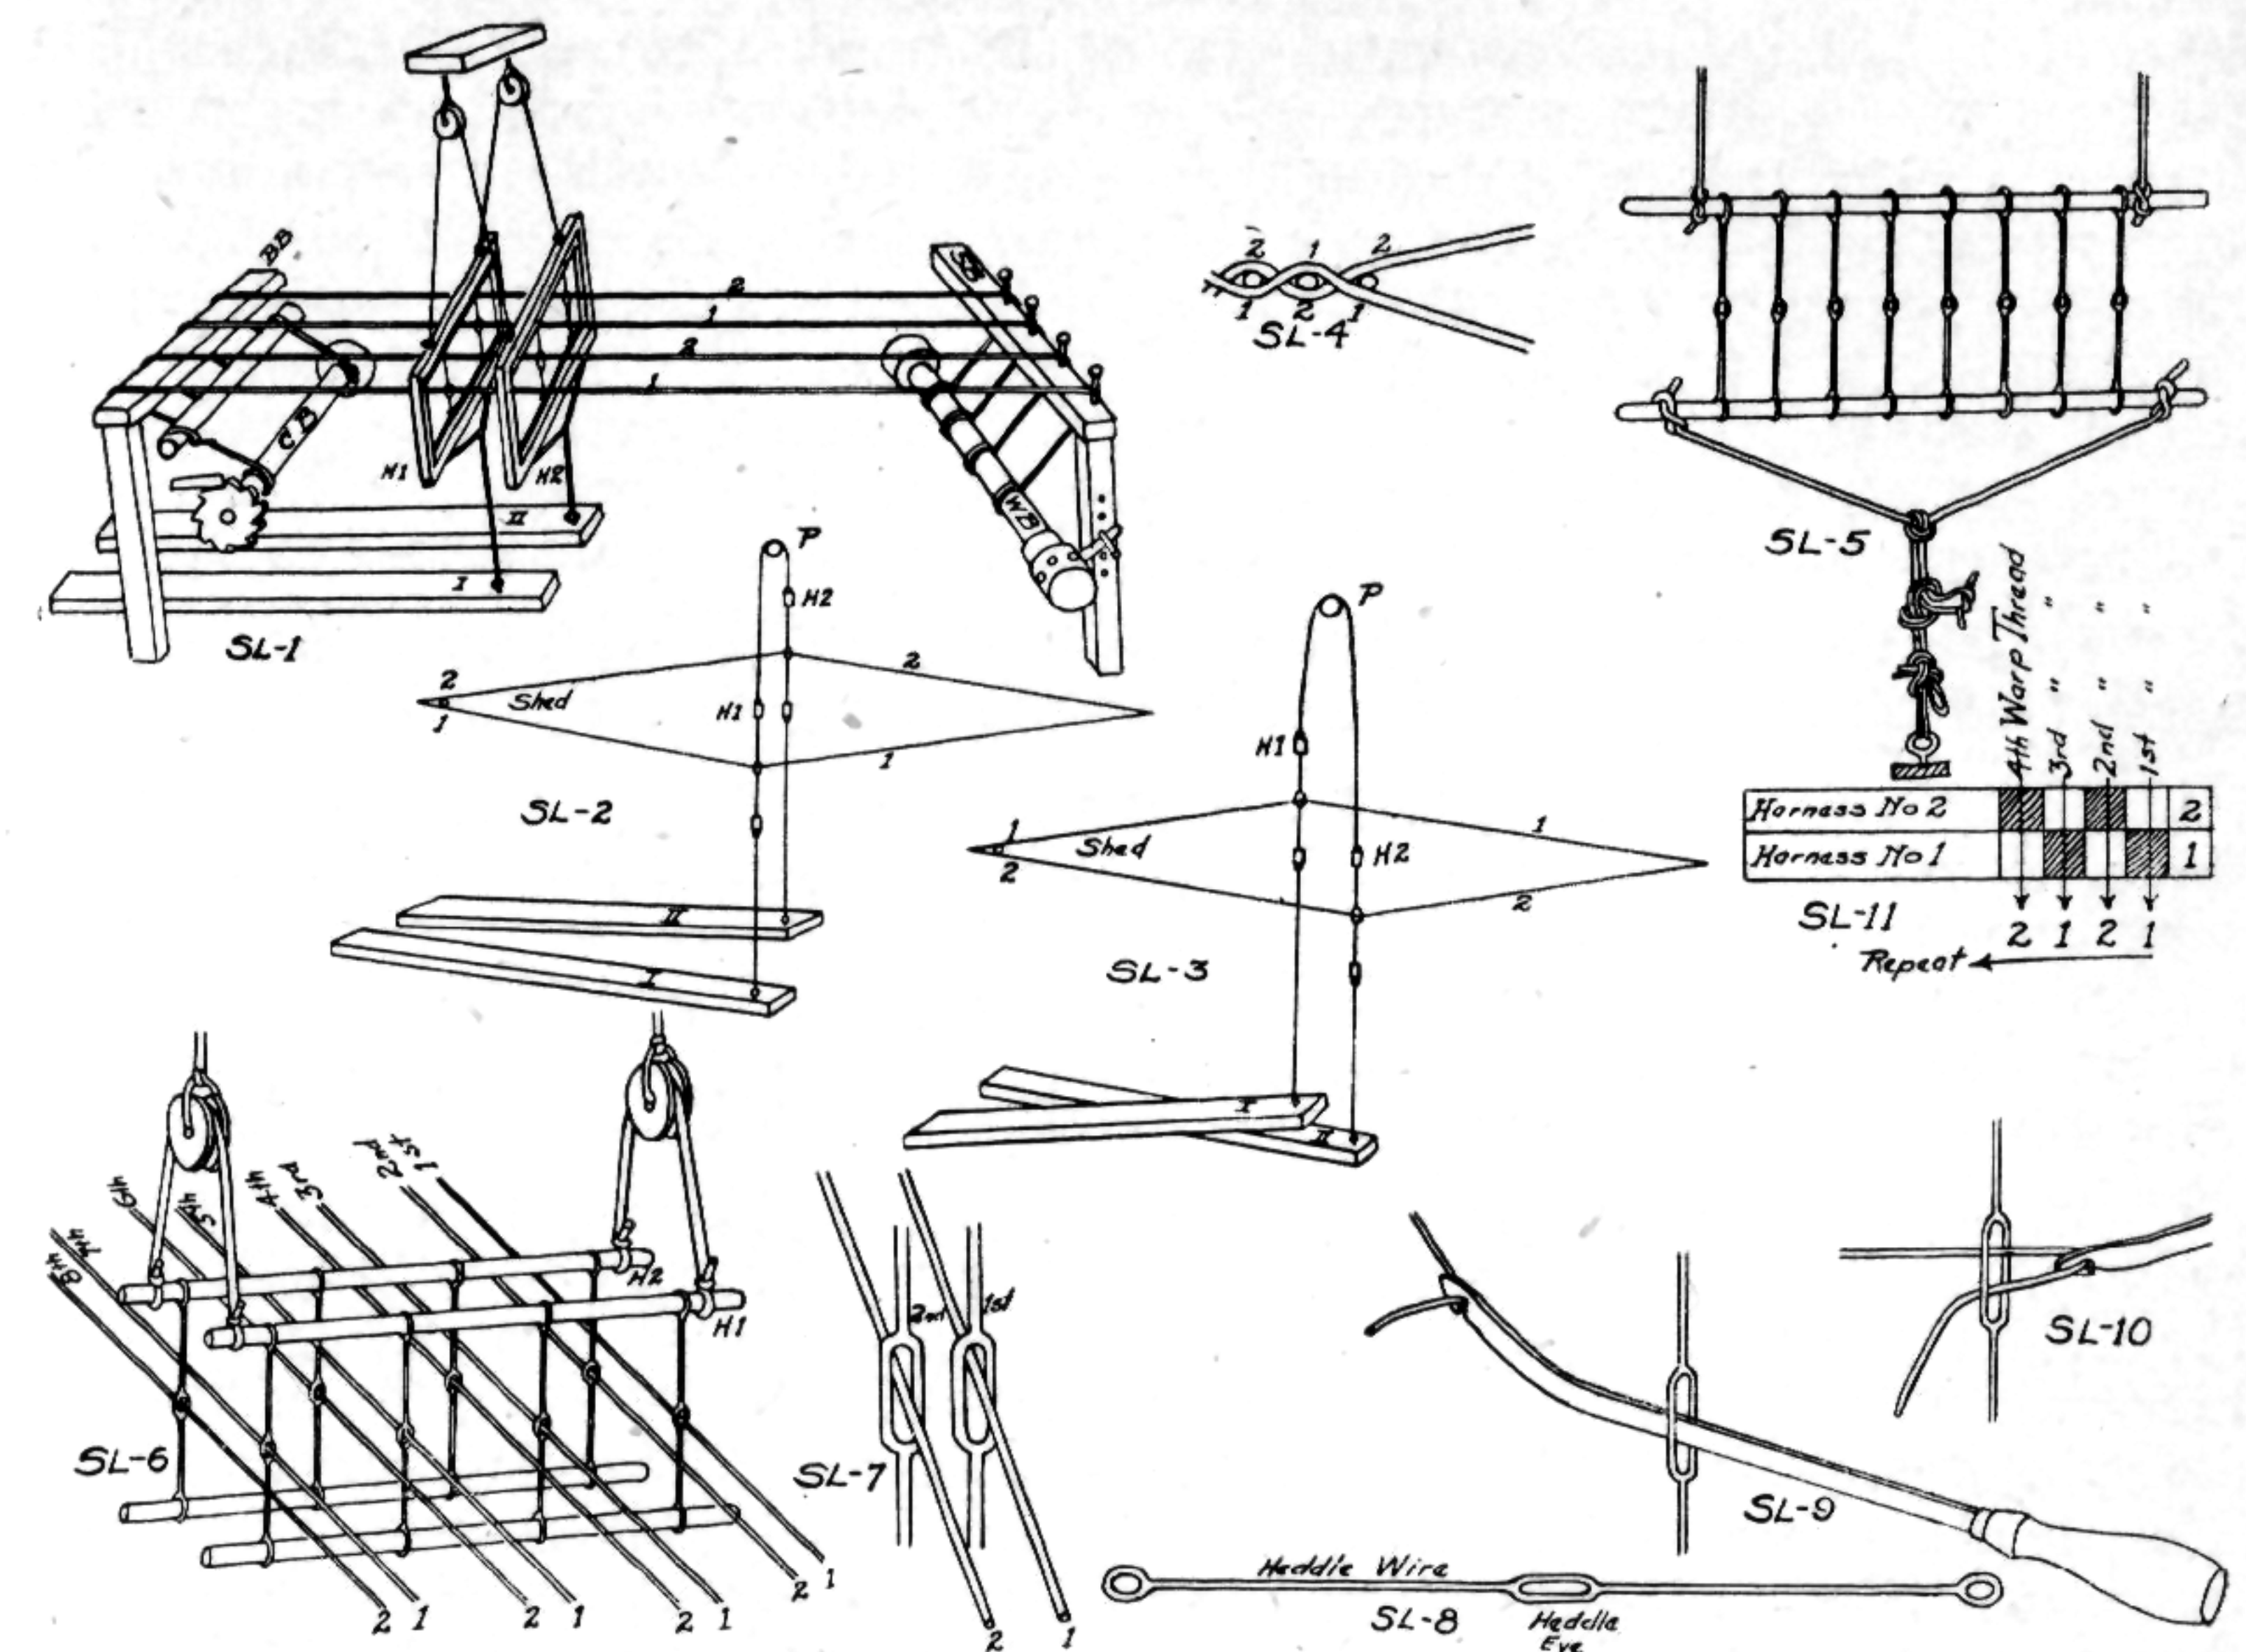 BB
2
1
2
1
CB
H1
H2
WB
II
I
SL-1
2
1
2
1
2
1
SL-4
SL-5
P
H2
2
1
Shed
H1
2
1
SL-2
II
I
P
H1
1
2
Shed
H2
1
2
SL-3
I
II
4th Warp Thread
3rd " "
2nd " "
1st " "
Harness No 2 2
Harness No 1 1
2 1 2 1
SL-11
Repeat
8th
7th
6th
5th
4th
3rd
2nd
1st
H2
H1
SL-6
2 1 2 1 2 1 2 1
2nd
1st
SL-7
2 1
SL-10
SL-9
Heddle Wire
SL-8
Heddle
Eye